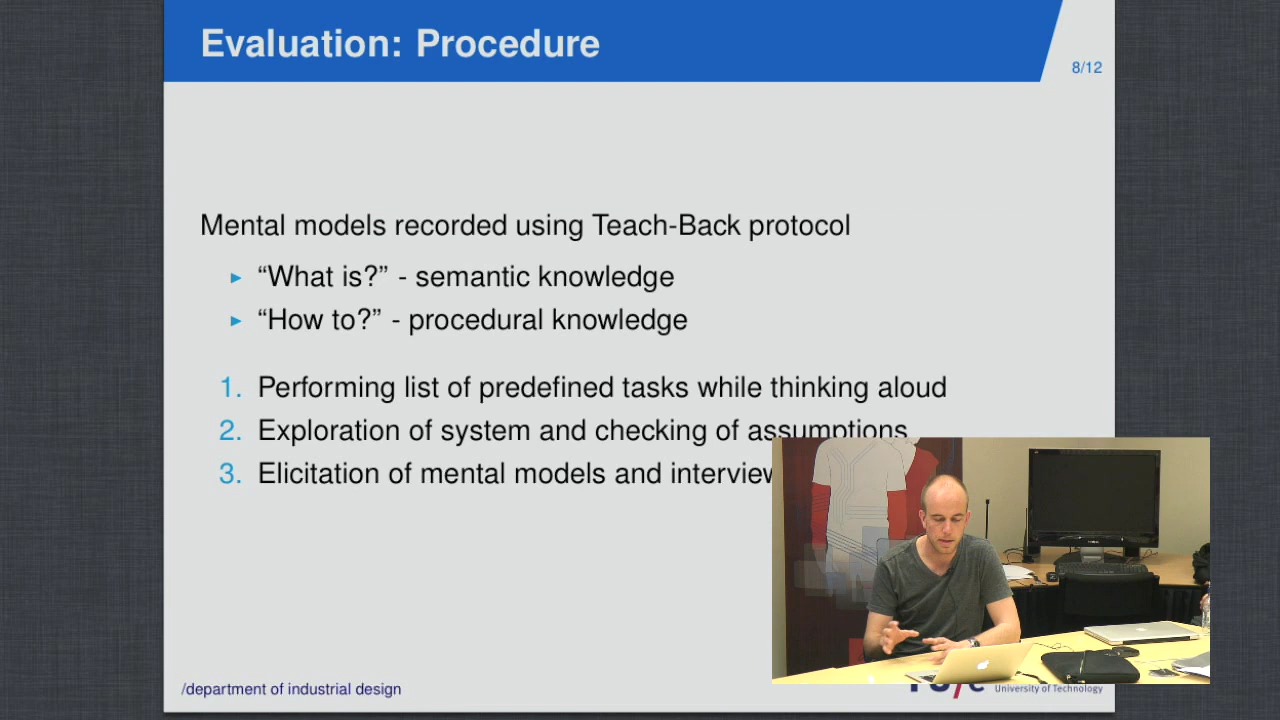 Evaluation: Procedure
8/12
Mental models recorded using Teach-Back protocol
“What is?” - semantic knowledge
“How to?” - procedural knowledge
1. Performing list of predefined tasks while thinking aloud
2. Exploration of system and checking of assumptions
3. Elicitation of mental models and interview
/department of industrial design
University of Technology